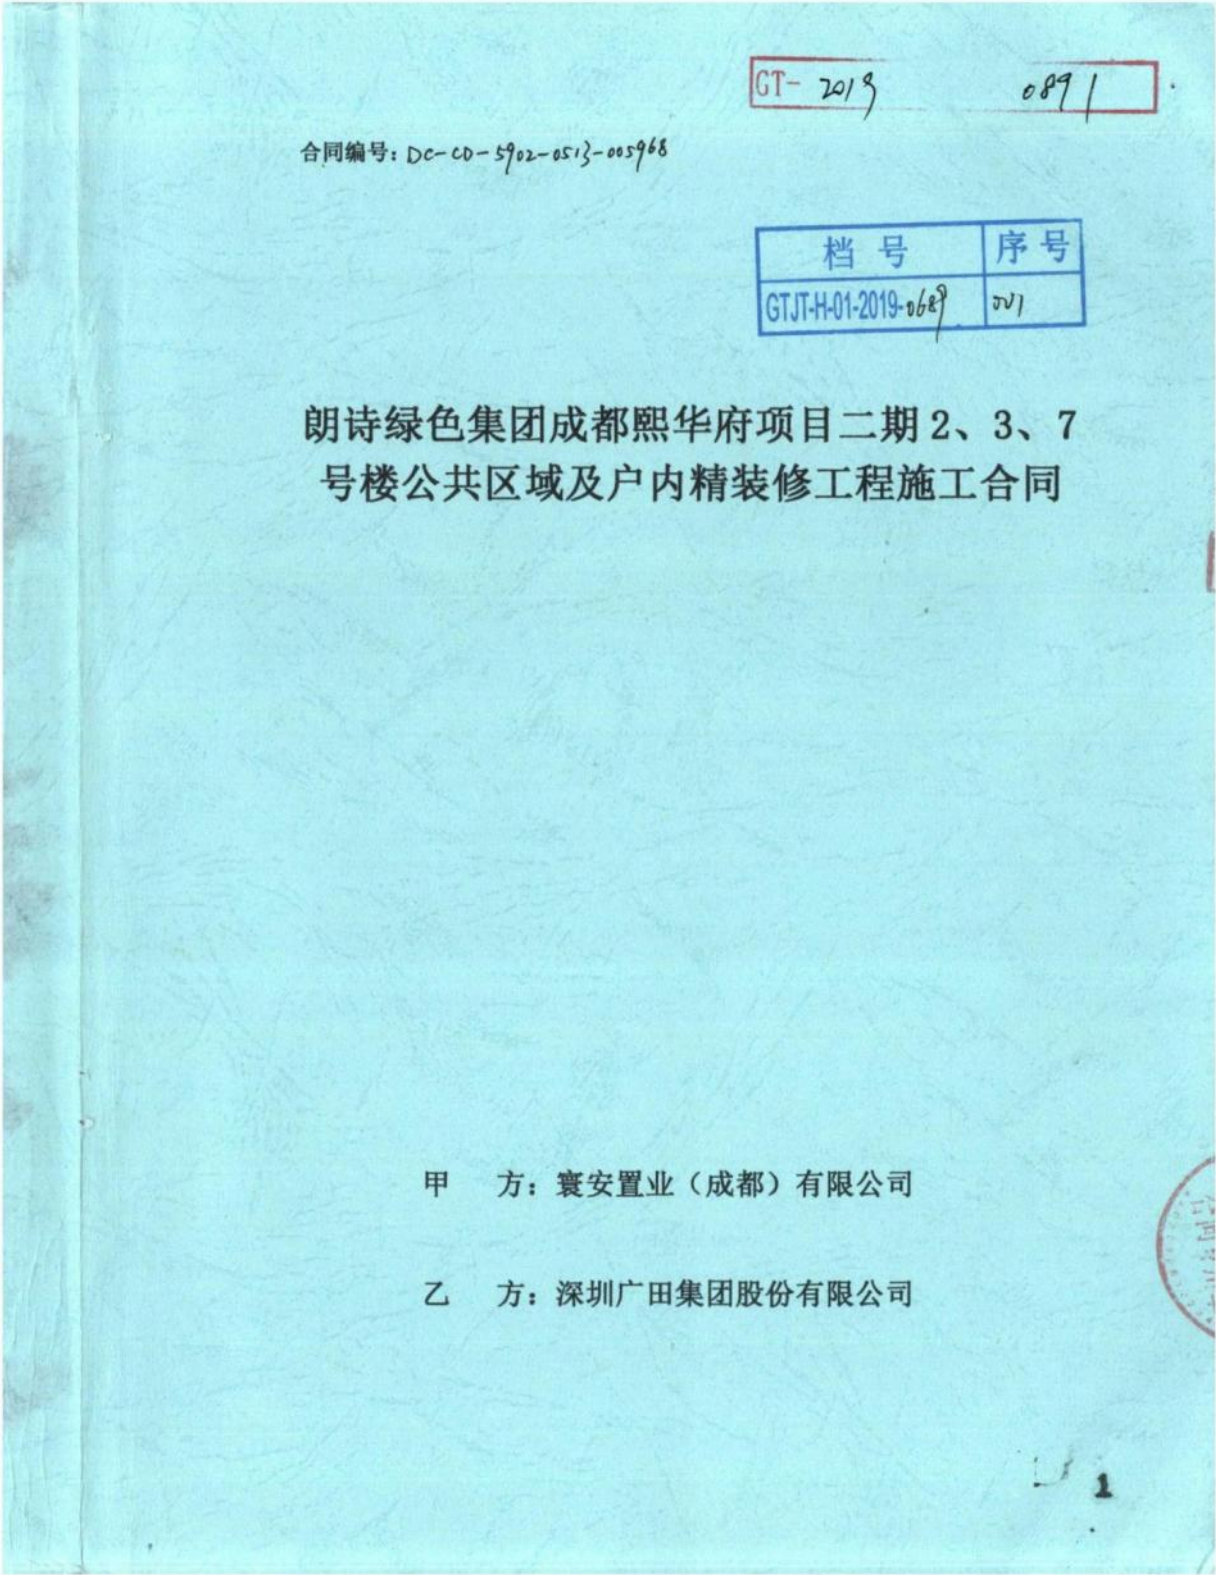 GT- 2019 0891
合同编号：DC-CD-5902-0513-005968
档号 序号
GTJT-H-01-2019-0689 001
朗诗绿色集团成都熙华府项目二期2、3、7
号楼公共区域及户内精装修工程施工合同
甲 方：寰安置业（成都）有限公司
乙 方：深圳广田集团股份有限公司
1